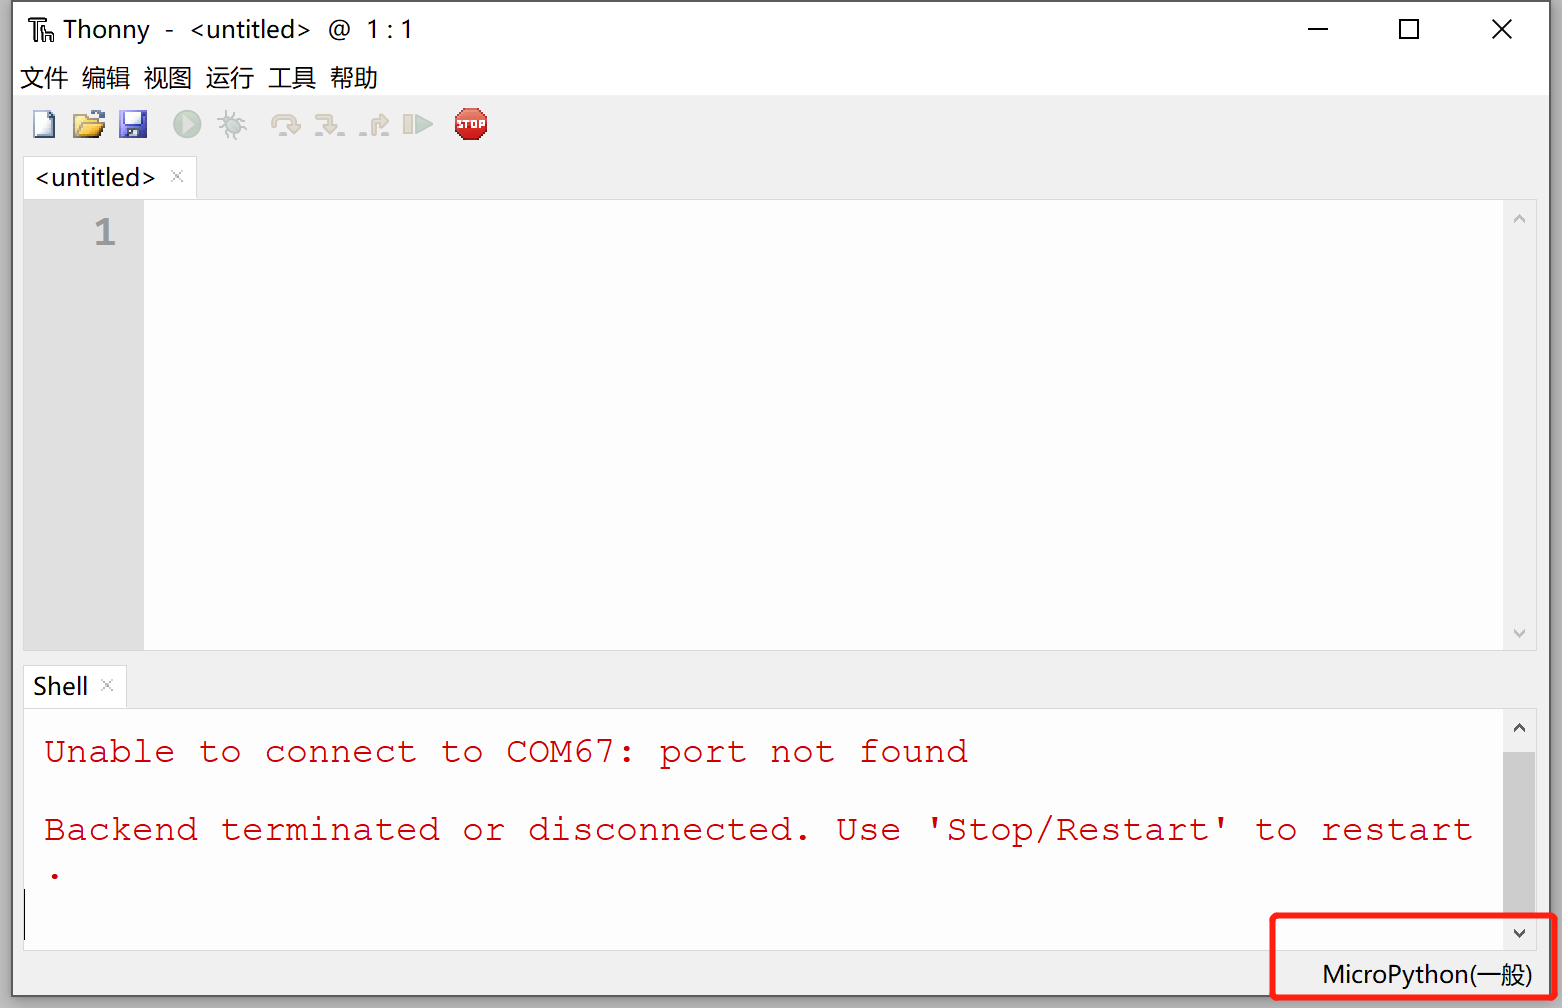 Thonny - <untitled> @ 1 : 1
文件 编辑 视图 运行 工具 帮助
STOP
<untitled>
1
Shell
Unable to connect to COM67: port not found
Backend terminated or disconnected. Use 'Stop/Restart' to restart
.
MicroPython(一般)